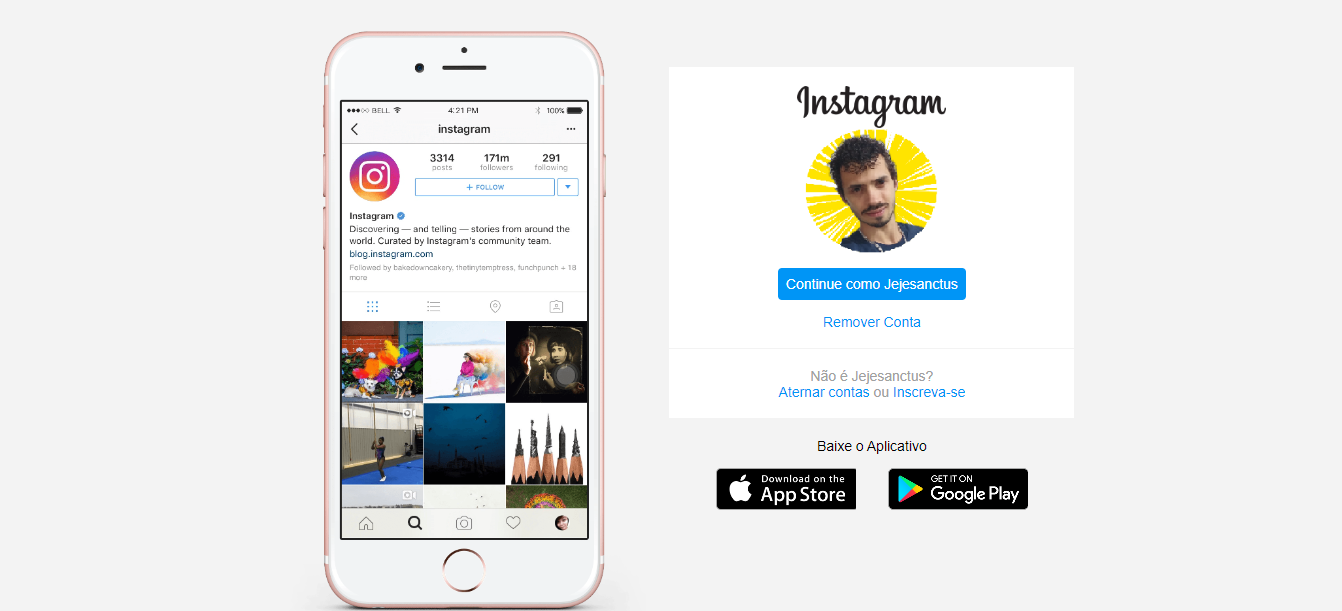 BELL
4:21 PM
100%
instagram
3314
posts
171m
followers
291
following
+ FOLLOW
Instagram
Discovering — and telling — stories from around the
world. Curated by Instagram's community team.
blog.instagram.com
Followed by bakedowncakery, thetinytemptress, funchpunch + 18
more
Instagram
Continue como Jejesanctus
Remover Conta
Não é Jejesanctus?
Aternar contas ou Inscreva-se
Baixe o Aplicativo
Download on the
App Store
GET IT ON
Google Play